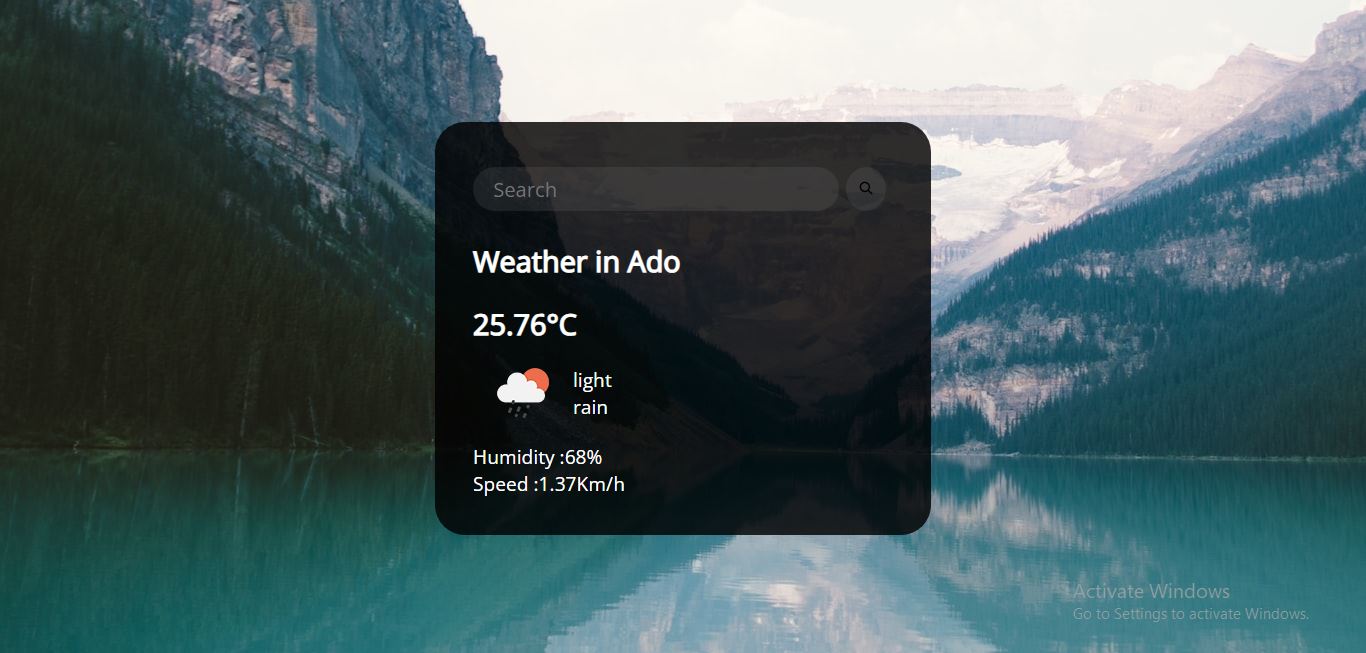 Search
Weather in Ado
25.76°C
light
rain
Humidity :68%
Speed :1.37Km/h
Activate Windows
Go to Settings to activate Windows.